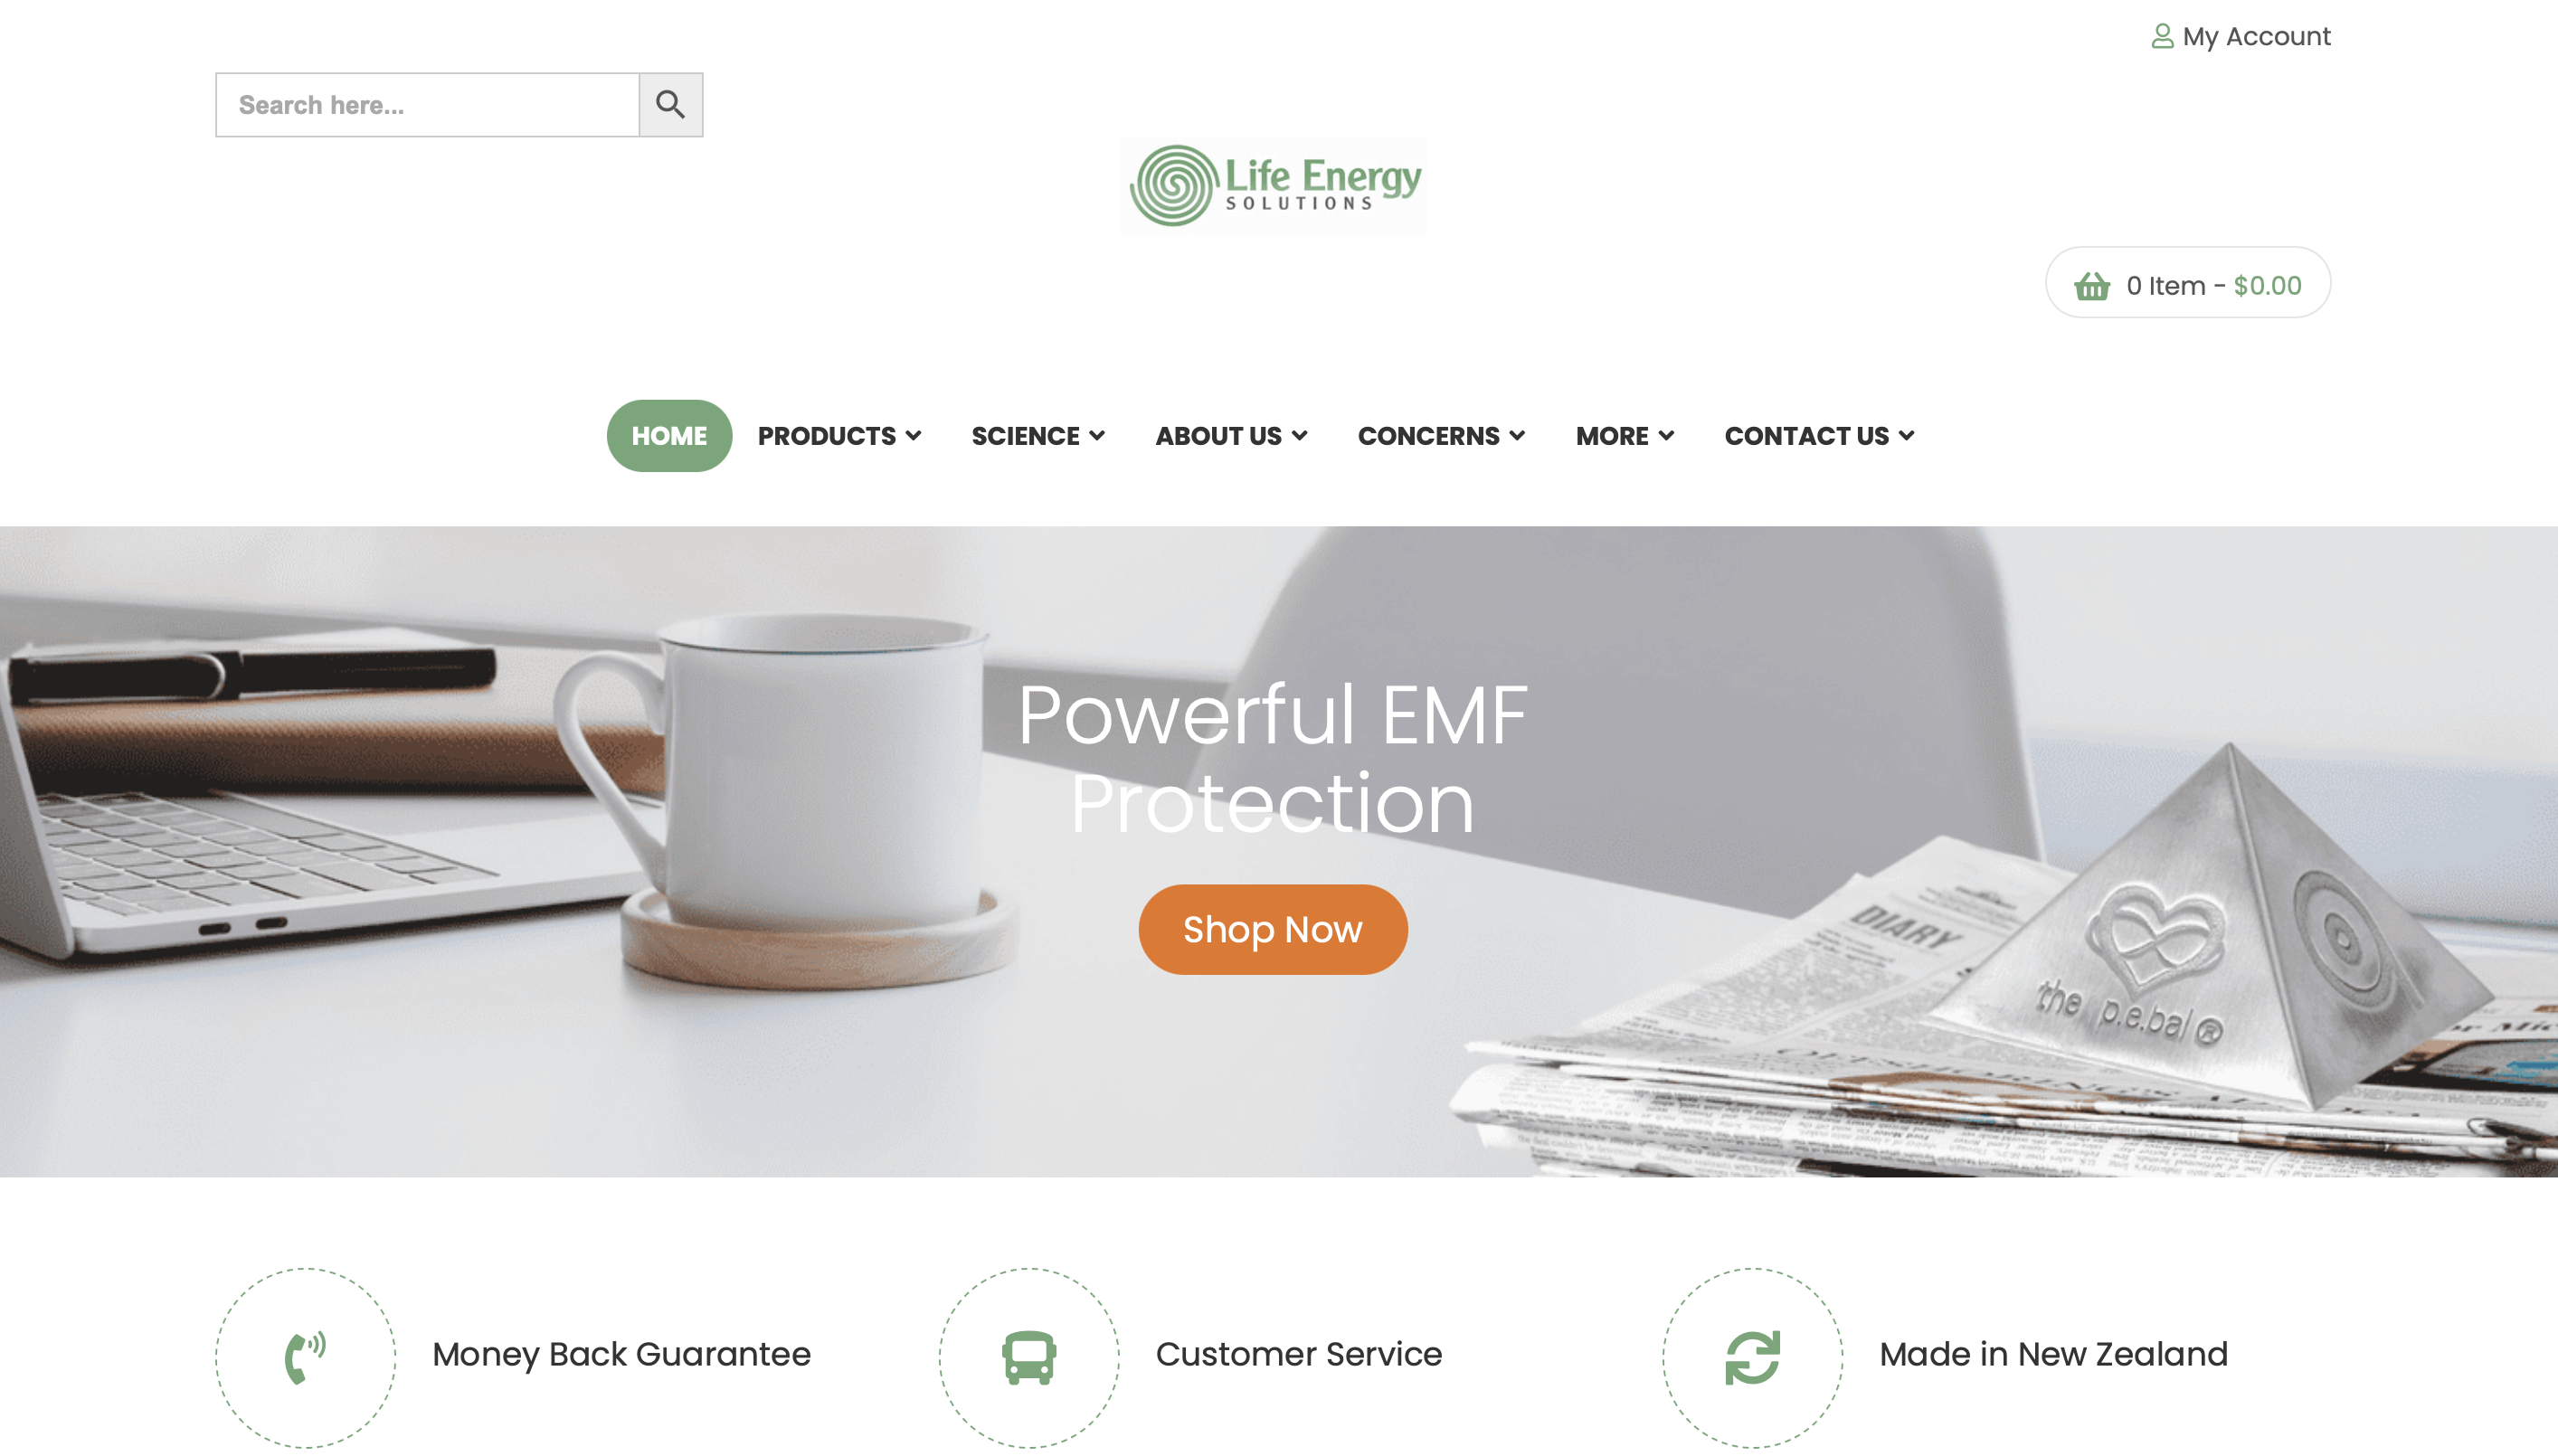 My Account
Search here...
Life Energy
SOLUTIONS
0 Item - $0.00
HOME
PRODUCTS
SCIENCE
ABOUT US
CONCERNS
MORE
CONTACT US
Powerful EMF
Protection
Shop Now
DIARY
the p.e.bal®
Money Back Guarantee
Customer Service
Made in New Zealand